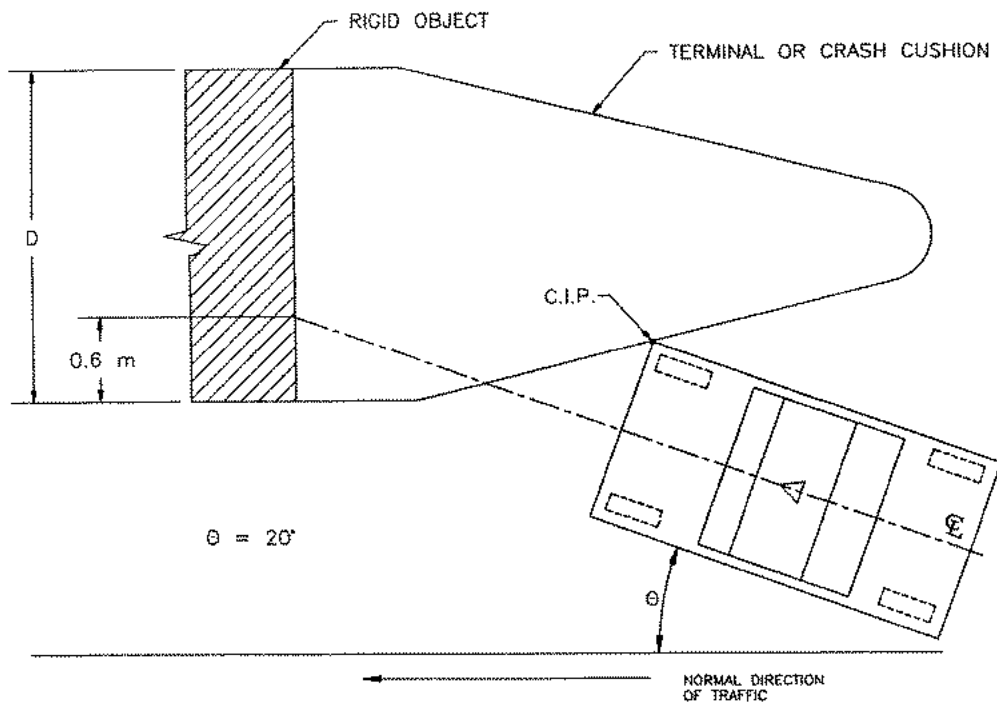 RIGID OBJECT
TERMINAL OR CRASH CUSHION
D
C.I.P.
0.6 m
Θ = 20°
℄
Θ
NORMAL DIRECTION
OF TRAFFIC